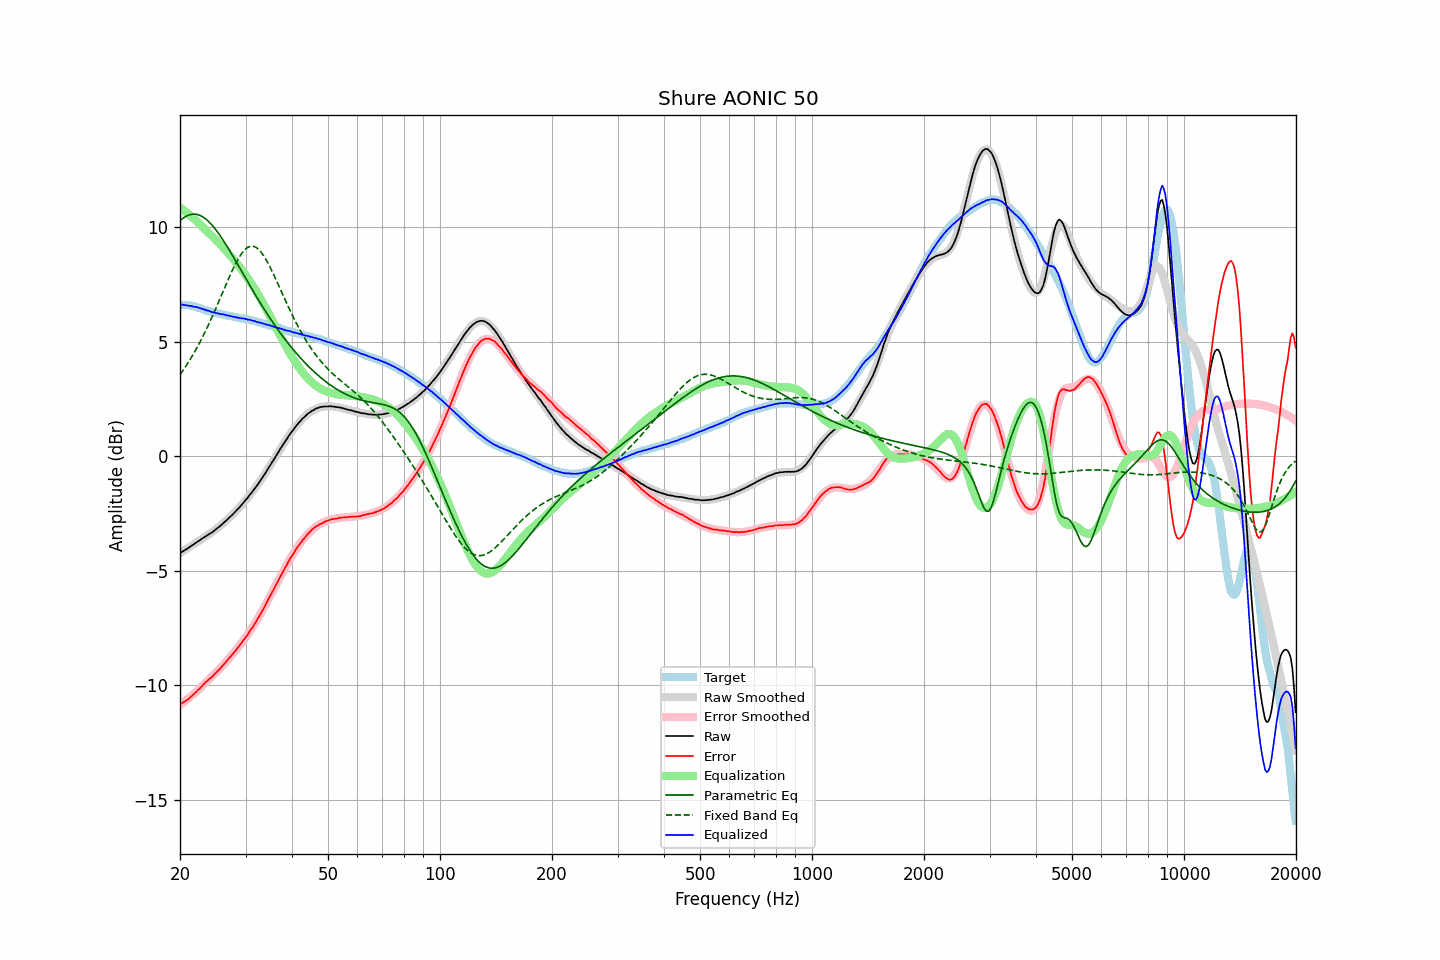 Shure AONIC 50
Amplitude (dBr)
10
5
0
−5
−10
−15
Target
Raw Smoothed
Error Smoothed
Raw
Error
Equalization
Parametric Eq
Fixed Band Eq
Equalized
20 50 100 200 500 1000 2000 5000 10000 20000
Frequency (Hz)